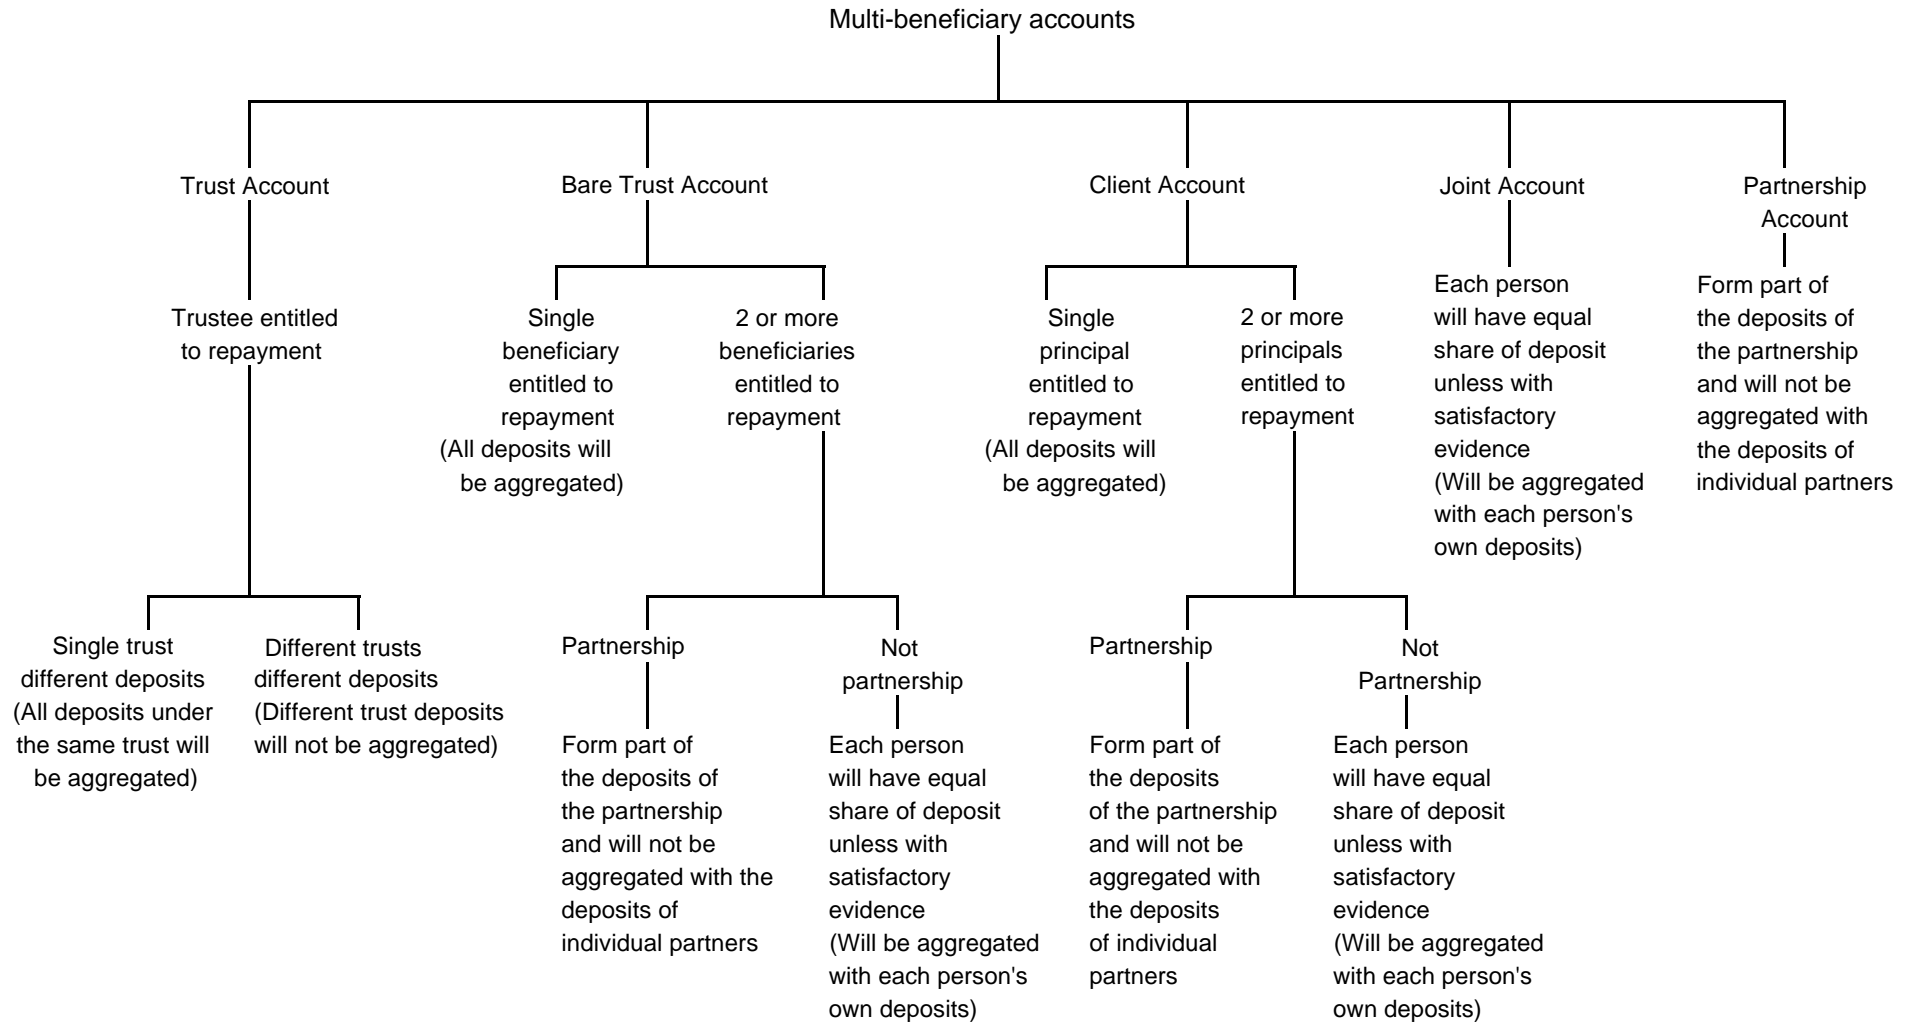 Multi-beneficiary accounts
Trust Account
Bare Trust Account
Client Account
Joint Account
Partnership
Account
Trustee entitled
to repayment
Single
beneficiary
entitled to
repayment
(All deposits will
be aggregated)
2 or more
beneficiaries
entitled to
repayment
Single
principal
entitled to
repayment
(All deposits will
be aggregated)
2 or more
principals
entitled to
repayment
Each person
will have equal
share of deposit
unless with
satisfactory
evidence
(Will be aggregated
with each person's
own deposits)
Form part of
the deposits of
the partnership
and will not be
aggregated with
the deposits of
individual partners
Single trust
different deposits
(All deposits under
the same trust will
be aggregated)
Different trusts
different deposits
(Different trust deposits
will not be aggregated)
Partnership
Form part of
the deposits of
the partnership
and will not be
aggregated with the
deposits of
individual partners
Not
partnership
Each person
will have equal
share of deposit
unless with
satisfactory
evidence
(Will be aggregated
with each person's
own deposits)
Partnership
Form part of
the deposits
of the partnership
and will not be
aggregated with
the deposits
of individual
partners
Not
Partnership
Each person
will have equal
share of deposit
unless with
satisfactory
evidence
(Will be aggregated
with each person's
own deposits)